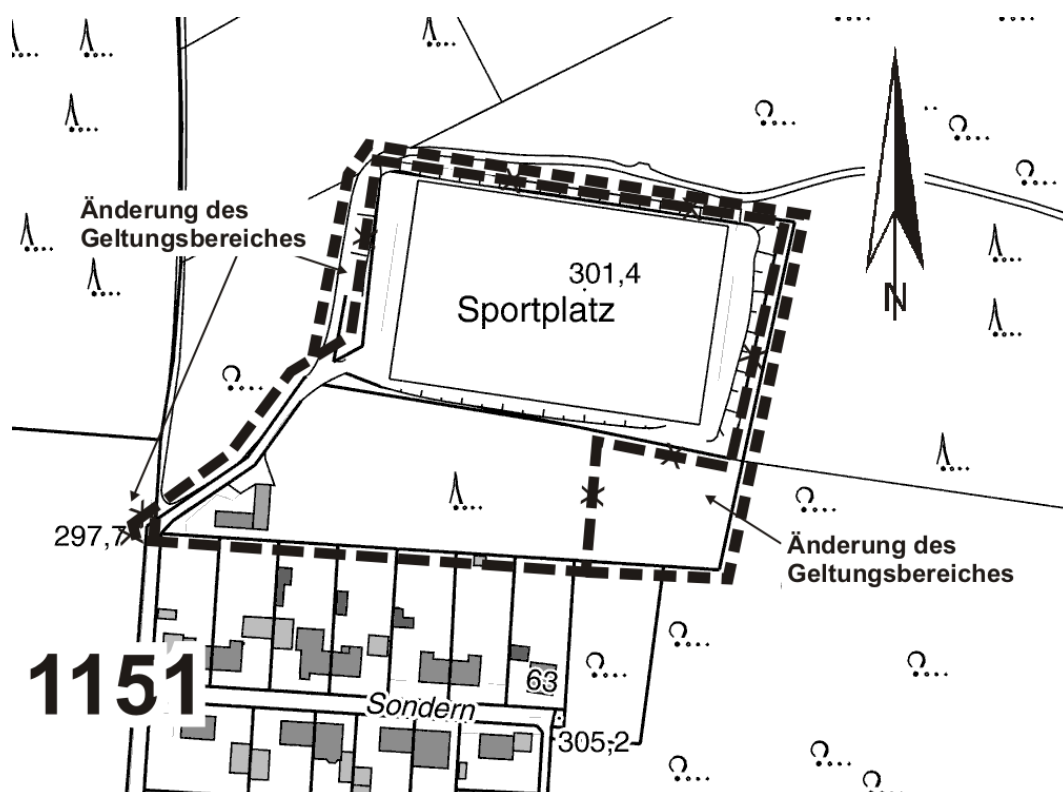 Änderung des
Geltungsbereiches
301,4
Sportplatz
N
297,7
Änderung des
Geltungsbereiches
1151
63
Sondern
305,2